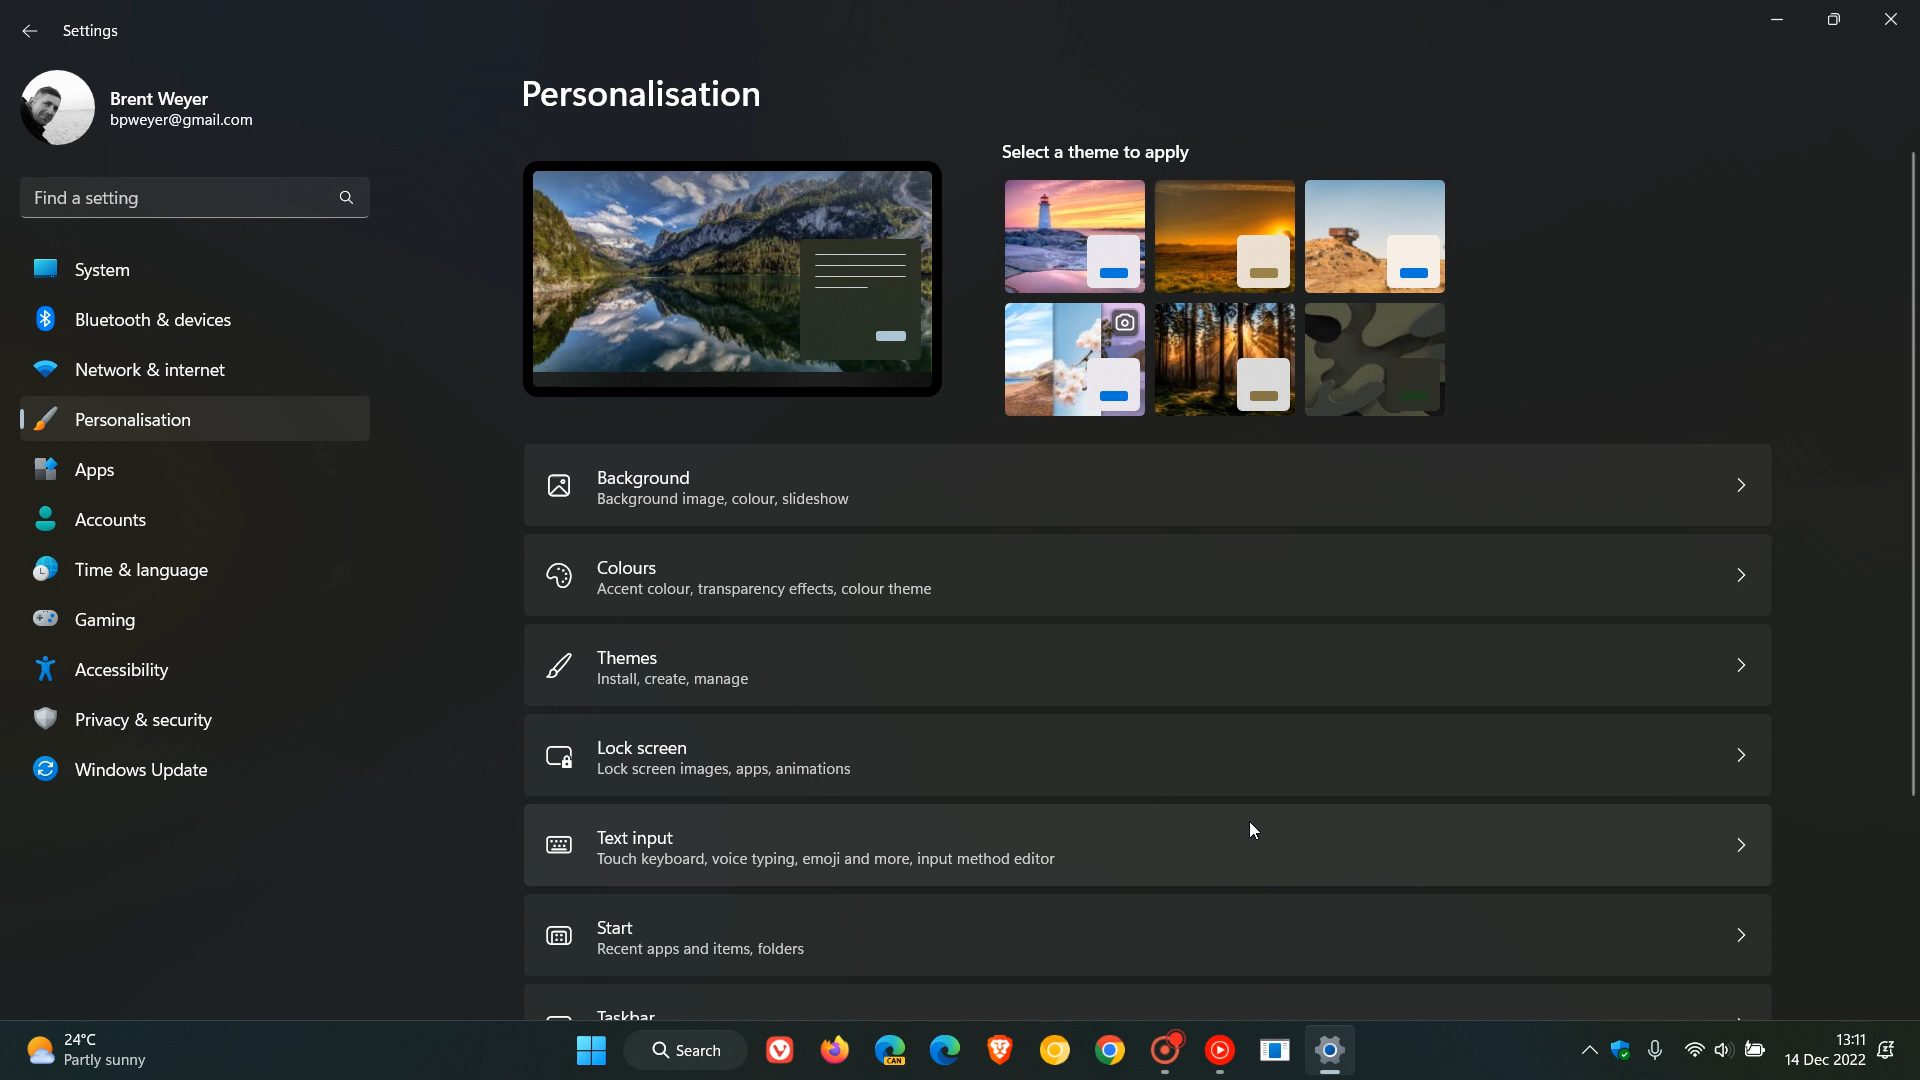 Settings
Brent Weyer
bpweyer@gmail.com
Find a setting
System
Bluetooth & devices
Network & internet
Personalisation
Apps
Accounts
Time & language
Gaming
Accessibility
Privacy & security
Windows Update
Personalisation
Select a theme to apply
Background
Background image, colour, slideshow
Colours
Accent colour, transparency effects, colour theme
Themes
Install, create, manage
Lock screen
Lock screen images, apps, animations
Text input
Touch keyboard, voice typing, emoji and more, input method editor
Start
Recent apps and items, folders
Taskbar
24°C
Partly sunny
Search
CAN
13:11
14 Dec 2022